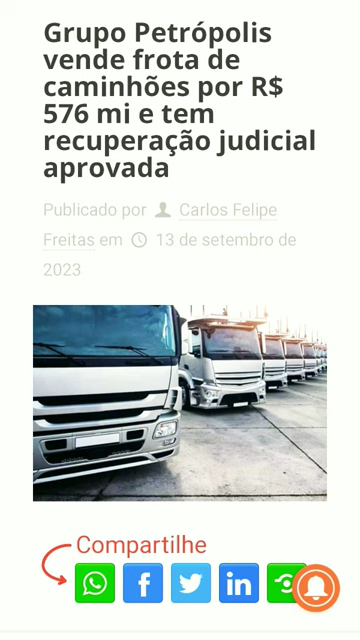 Grupo Petrópolis
vende frota de
caminhões por R$
576 mi e tem
recuperação judicial
aprovada
Publicado por Carlos Felipe
Freitas em 13 de setembro de
2023
Compartilhe